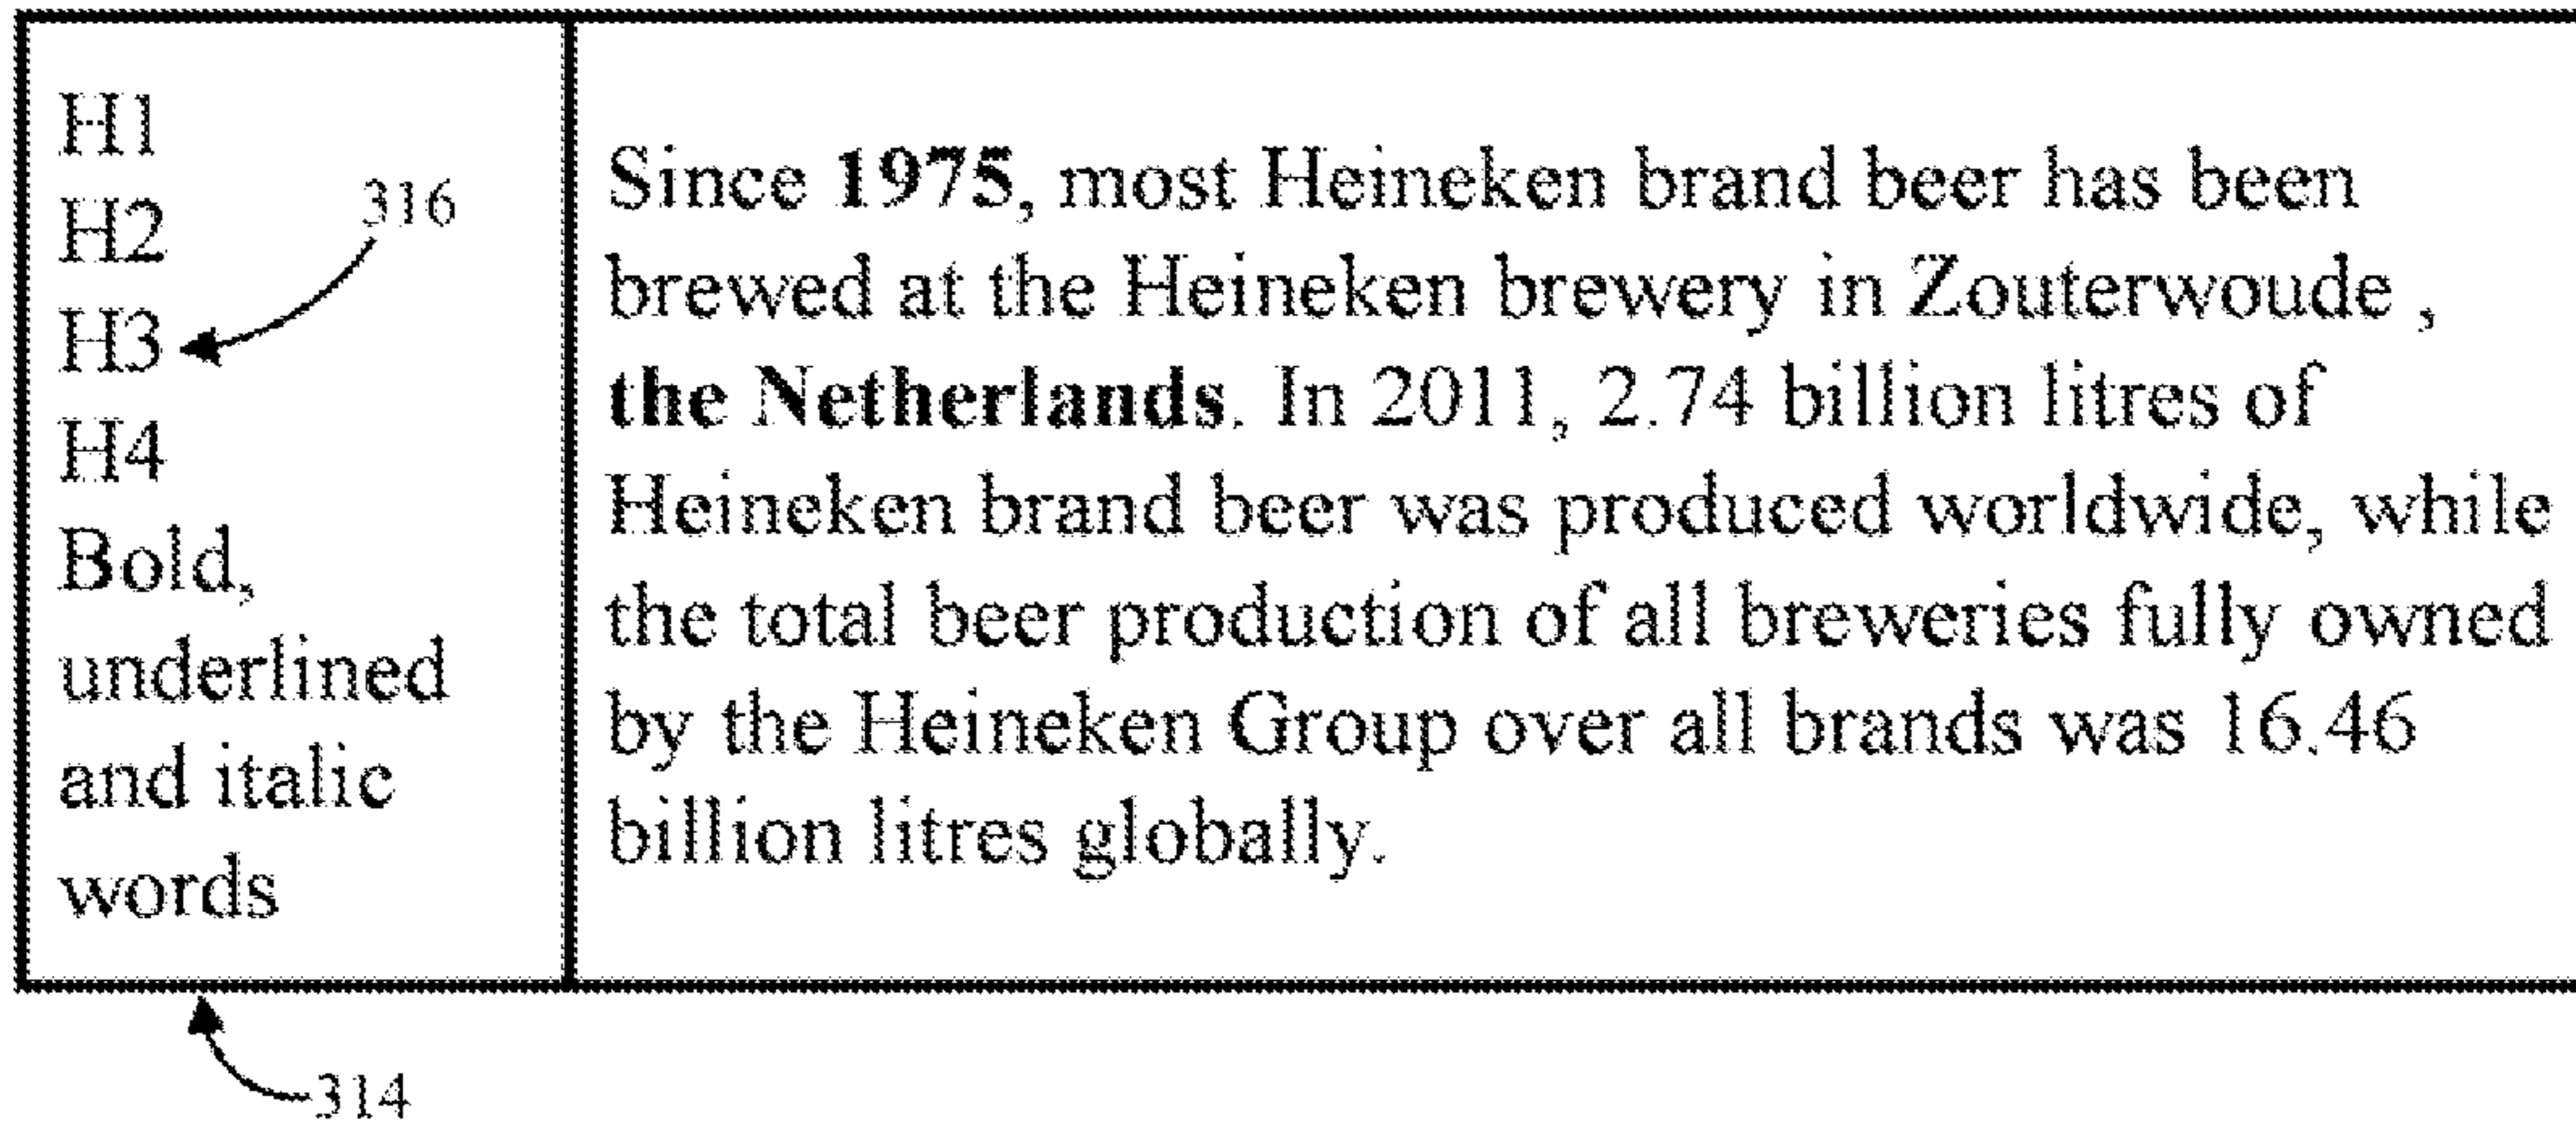 H1
H2
316
H3
H4
Bold,
underlined
and italic
words
Since 1975, most Heineken brand beer has been
brewed at the Heineken brewery in Zouterwoude ,
the Netherlands. In 2011, 2.74 billion litres of
Heineken brand beer was produced worldwide, while
the total beer production of all breweries fully owned
by the Heineken Group over all brands was 16.46
billion litres globally.
314